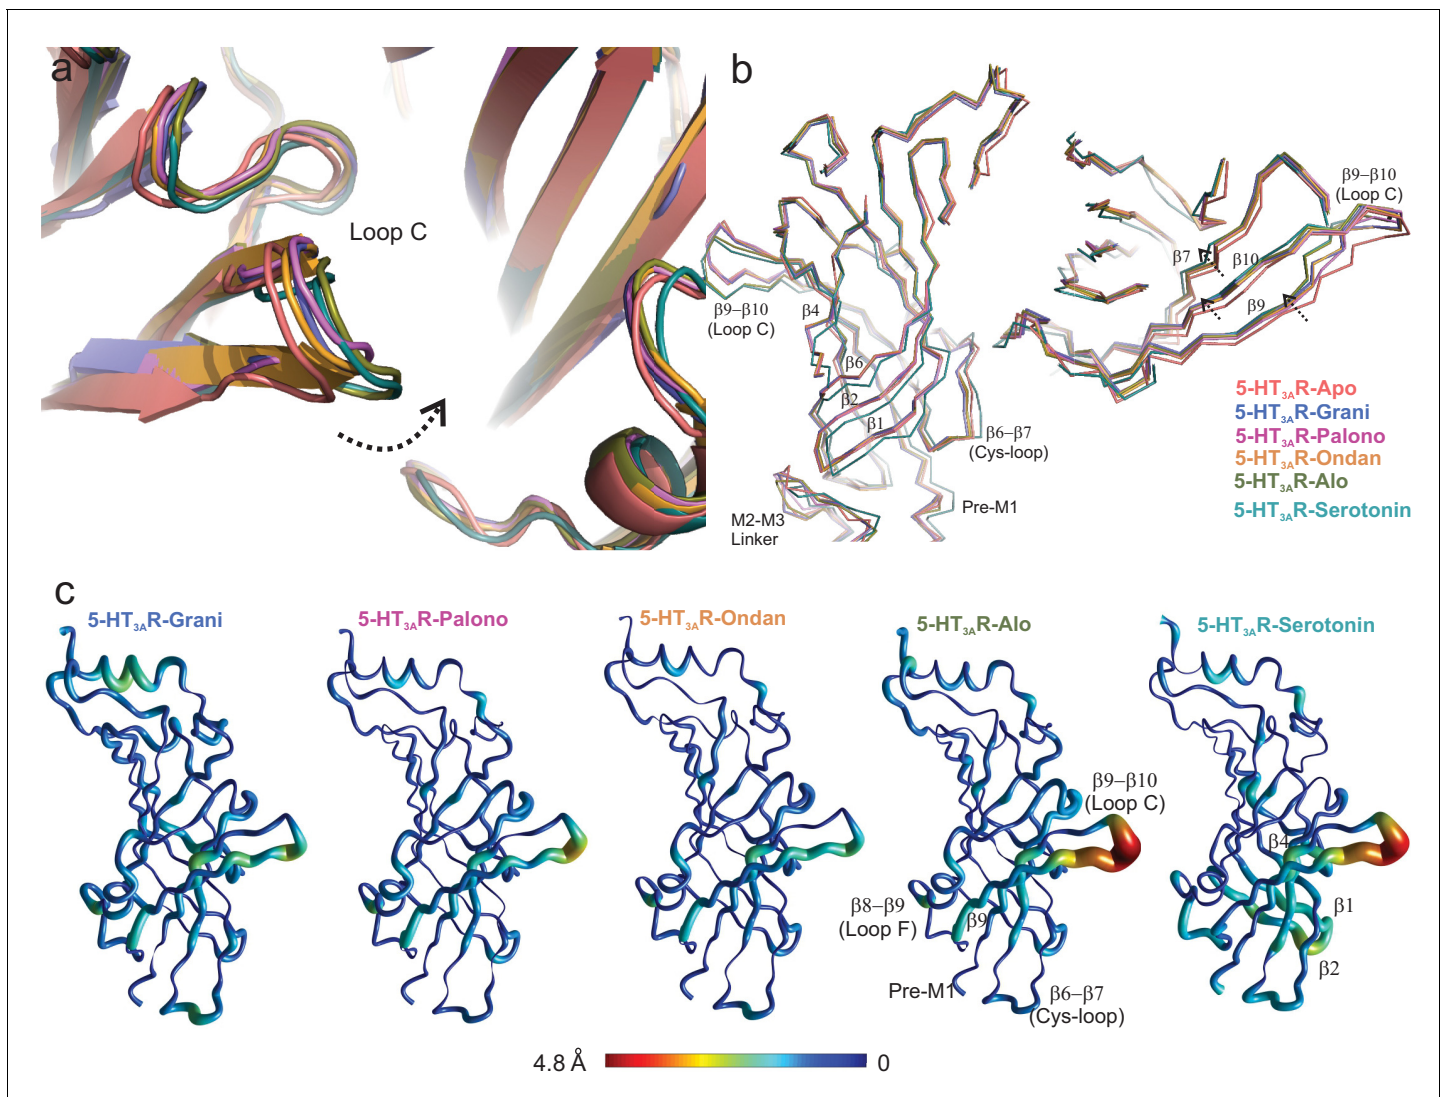 a
Loop C
b
β9–β10
(Loop C)
β4
β6
β2
β1
β6–β7
(Cys-loop)
Pre-M1
M2-M3
Linker
β9–β10
(Loop C)
β7
β10
β9
5-HT3AR-Apo
5-HT3AR-Grani
5-HT3AR-Palono
5-HT3AR-Ondan
5-HT3AR-Alo
5-HT3AR-Serotonin
c
5-HT3AR-Grani
5-HT3AR-Palono
5-HT3AR-Ondan
5-HT3AR-Alo
5-HT3AR-Serotonin
β9–β10
(Loop C)
β8–β9
(Loop F)
β9
Pre-M1
β6–β7
(Cys-loop)
β4
β1
β2
4.8 Å
0